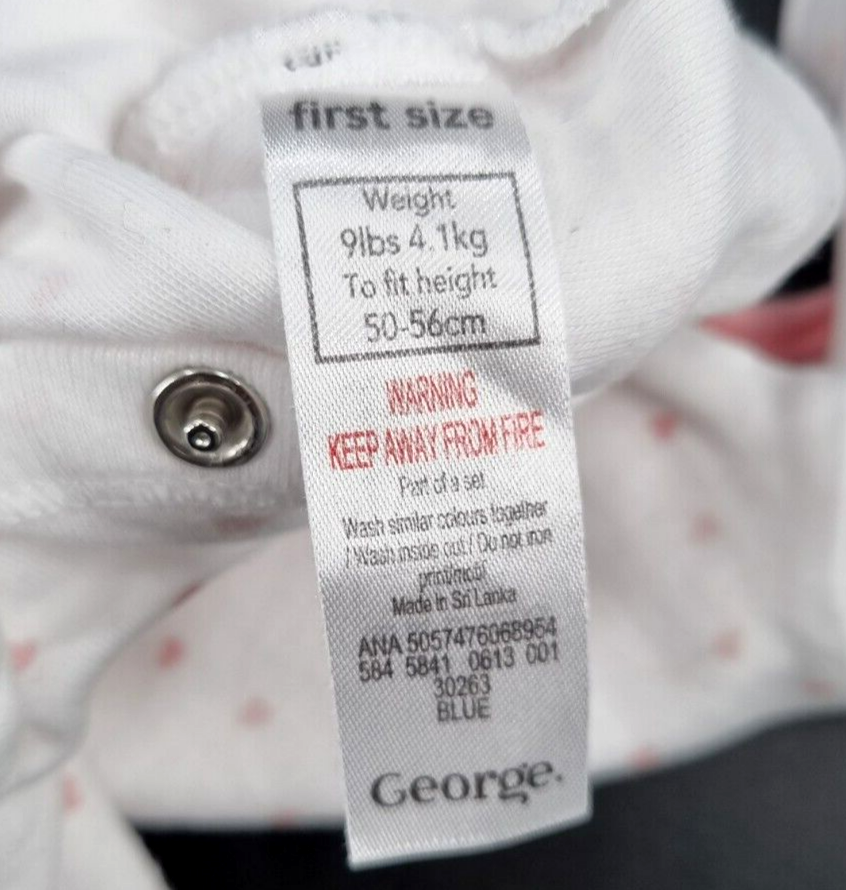 first size
Weight
9lbs 4.1kg
To fit height
50-56cm
WARNING
KEEP AWAY FROM FIRE
Part of a set
Wash similar colours together
/ Wash inside out / Do not iron
print/motif
Made in Sri Lanka
ANA 5057476068954
584 5841 0613 001
30263
BLUE
George.